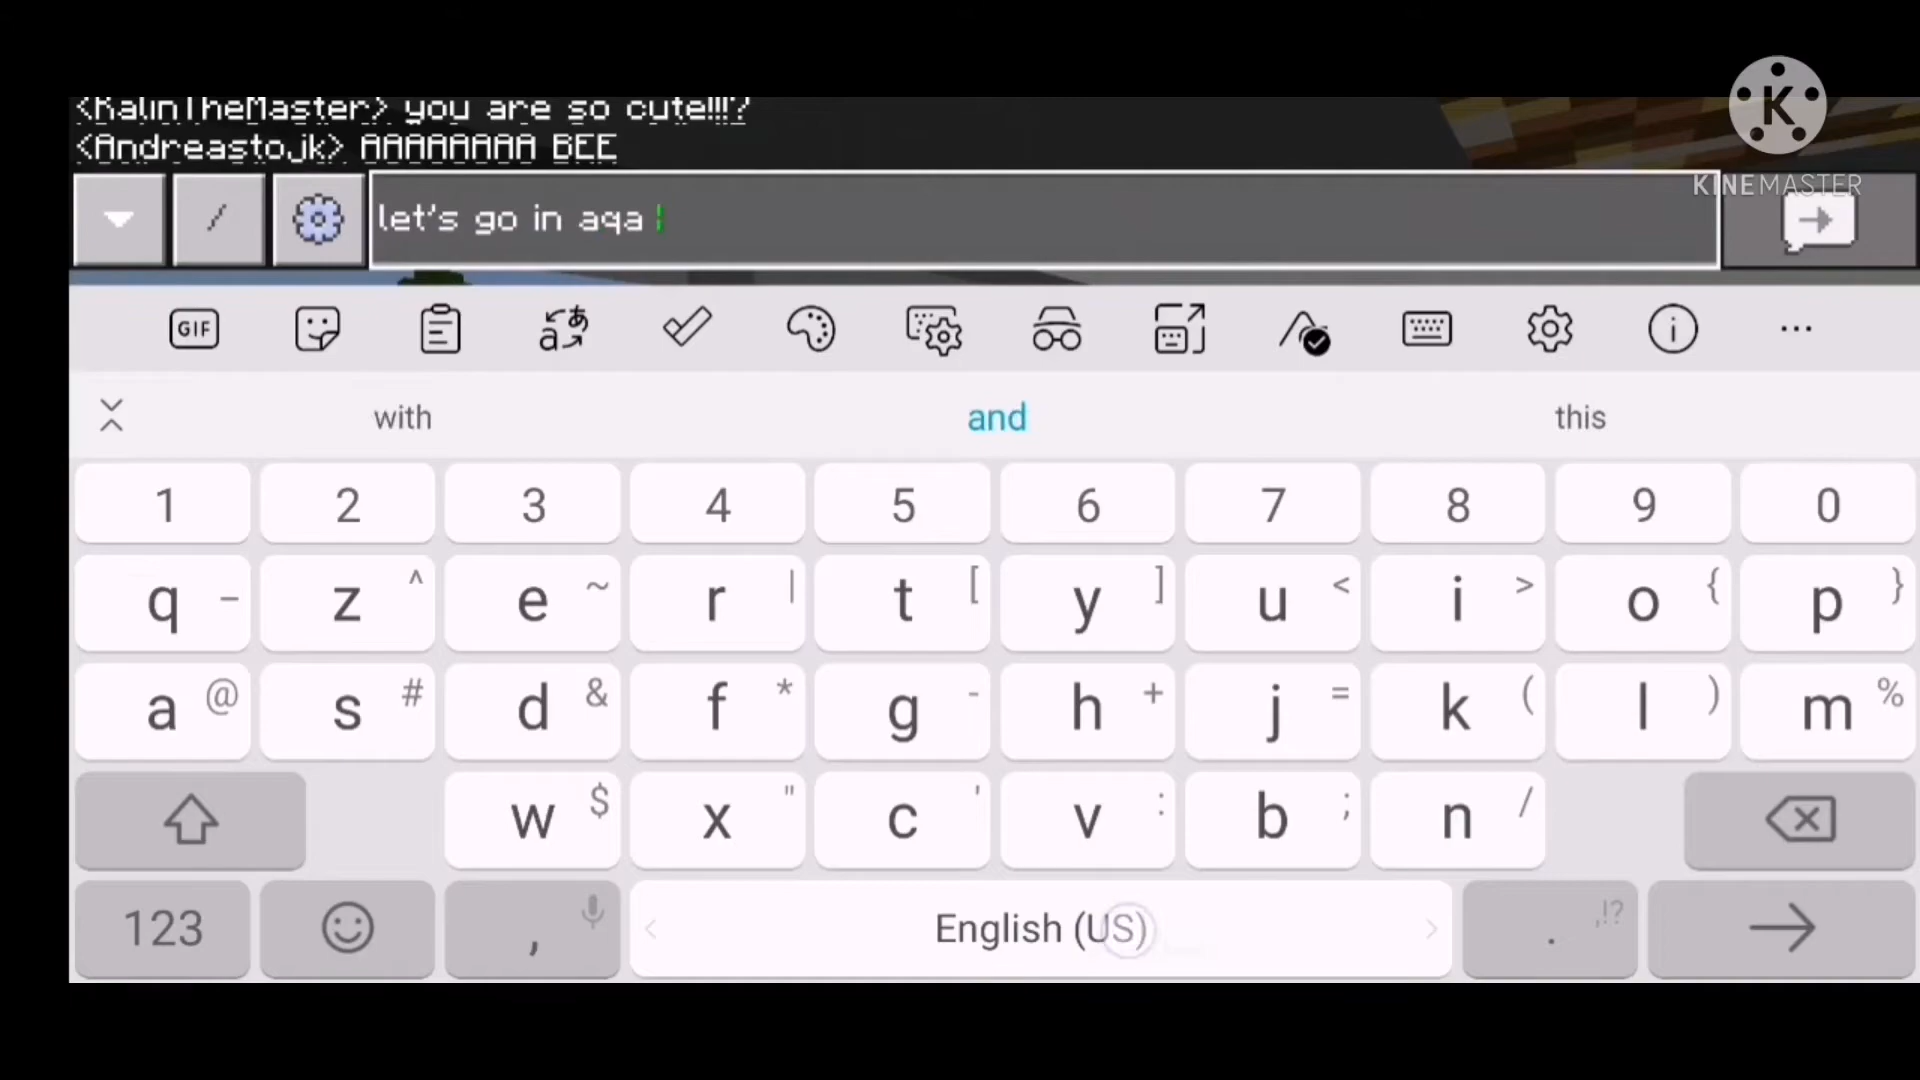 <KalinTheMaster> you are so cute!!!?
<Andreastojk> AAAAAAAA BEE
K
KINEMASTER
/
let's go in aqa
GIF
with and this
1 2 3 4 5 6 7 8 9 0
q – z ^ e ~ r | t [ y ] u < i > o { p }
a @ s # d & f * g - h + j = k ( l ) m %
w $ x " c ' v : b ; n /
123 , < English (US) > . ,!?